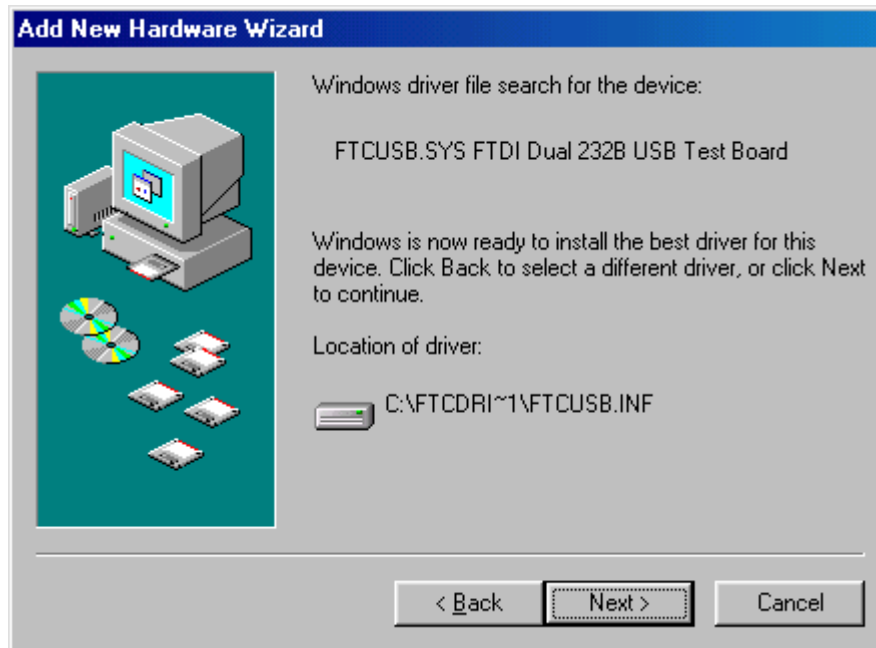 Add New Hardware Wizard
Windows driver file search for the device:
FTCUSB.SYS FTDI Dual 232B USB Test Board
Windows is now ready to install the best driver for this
device. Click Back to select a different driver, or click Next
to continue.
Location of driver:
C:\FTCDRI~1\FTCUSB.INF
< Back
Next >
Cancel